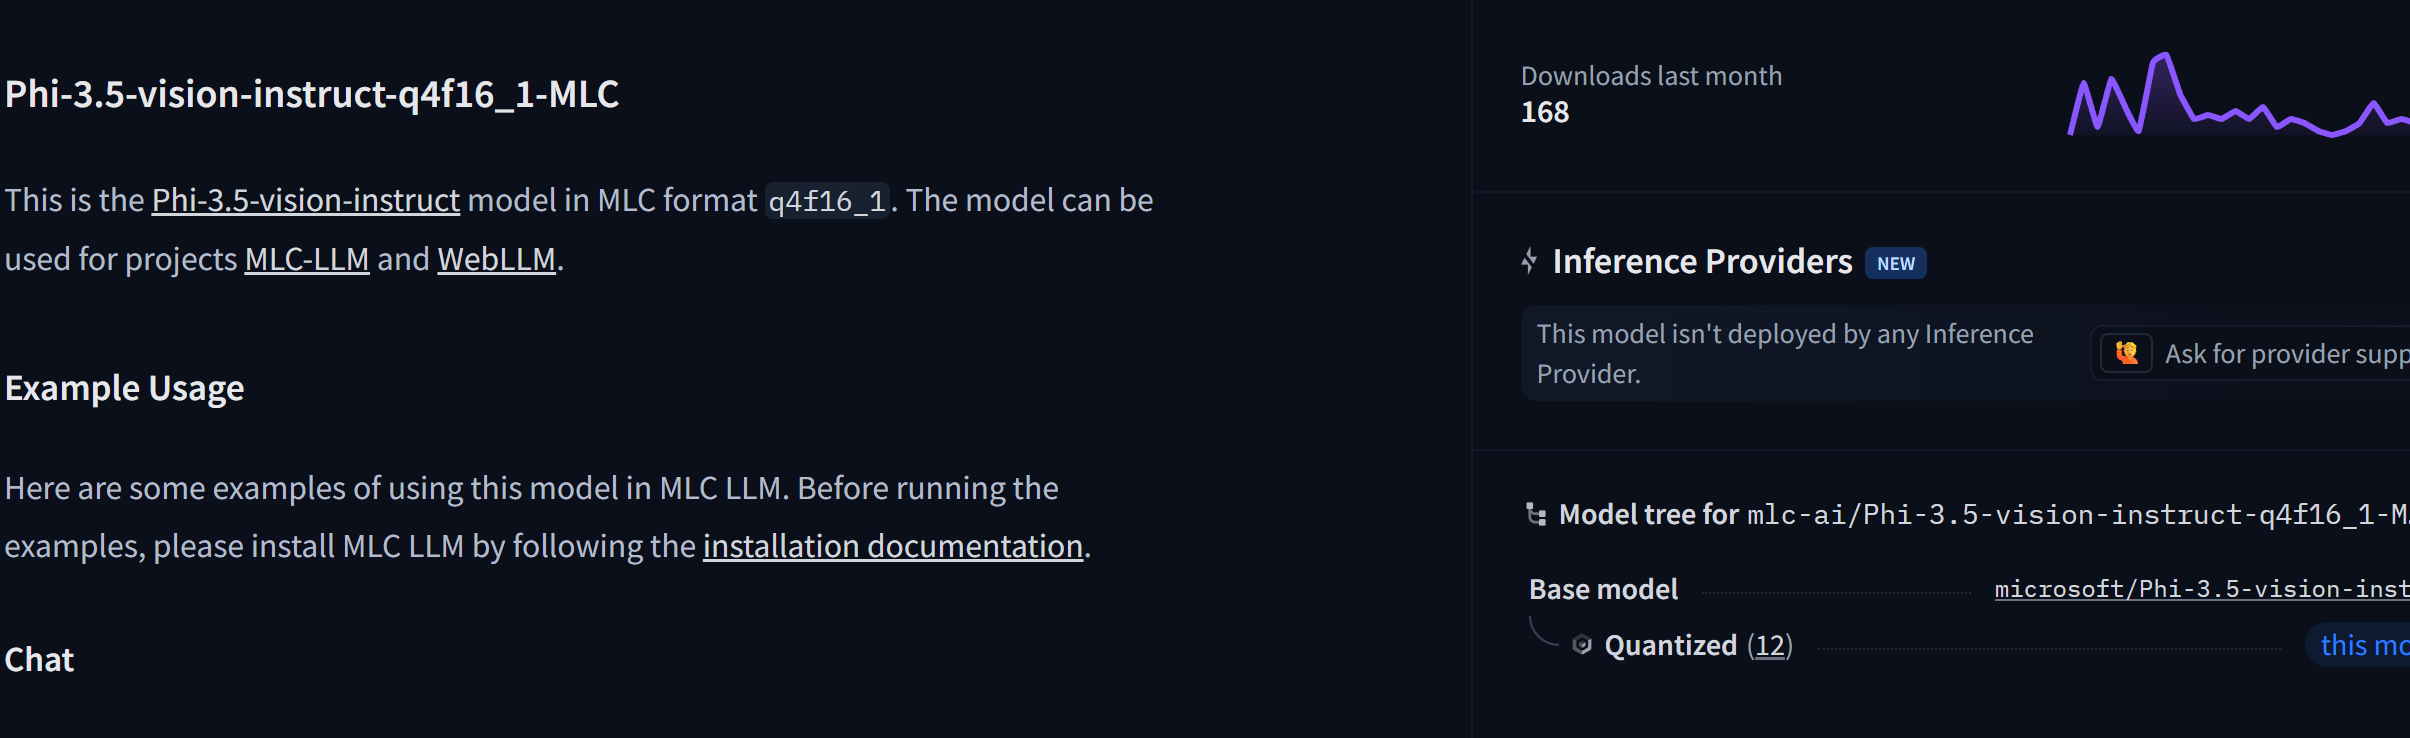 Phi-3.5-vision-instruct-q4f16_1-MLC
This is the Phi-3.5-vision-instruct model in MLC format q4f16_1. The model can be
used for projects MLC-LLM and WebLLM.
Example Usage
Here are some examples of using this model in MLC LLM. Before running the
examples, please install MLC LLM by following the installation documentation.
Chat
Downloads last month
168
Inference Providers NEW
This model isn't deployed by any Inference
Provider.
Ask for provider supp
Model tree for mlc-ai/Phi-3.5-vision-instruct-q4f16_1-M
Base model microsoft/Phi-3.5-vision-inst
Quantized (12) this mo